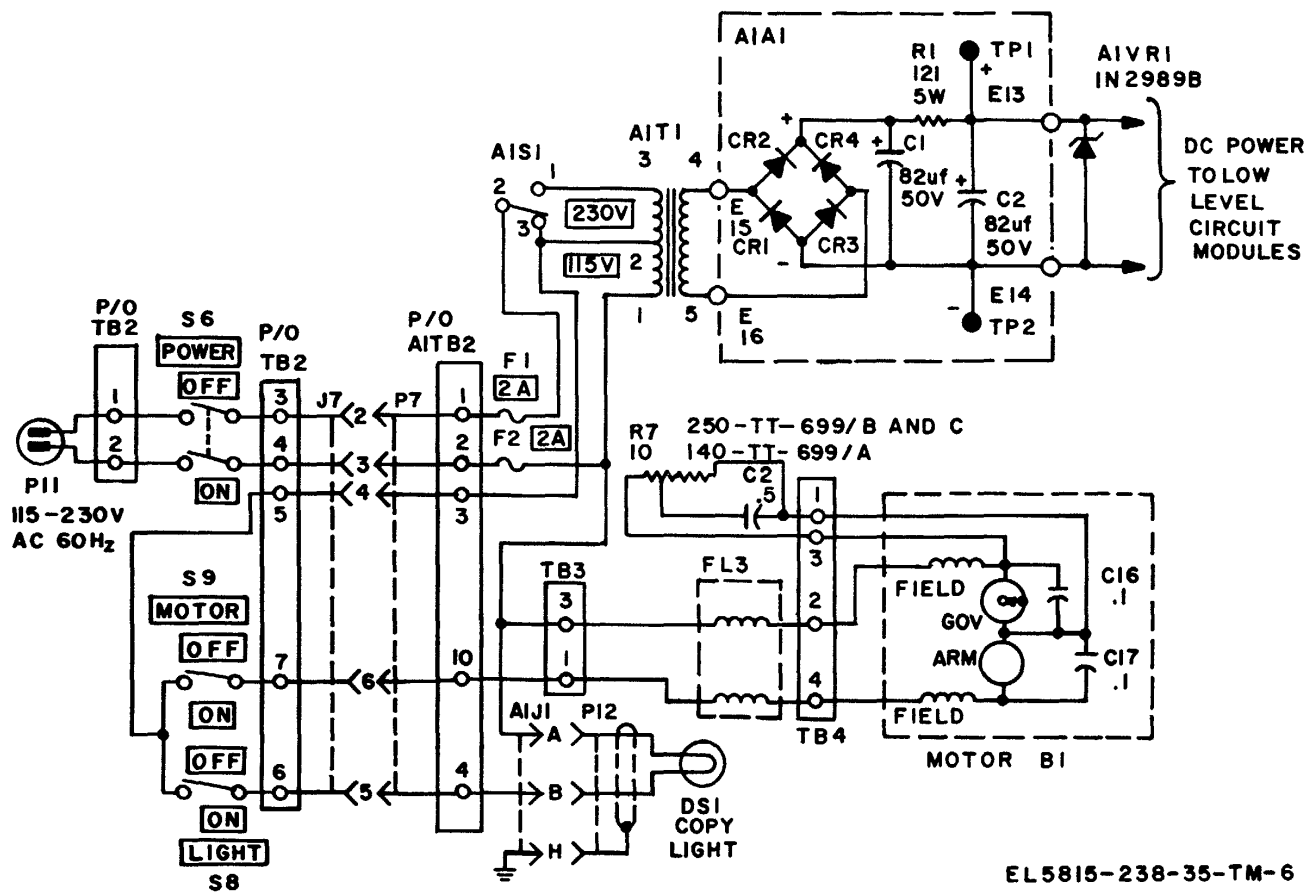 A1A1
R1
121
5W
TP1
+
E13
A1VR1
1N2989B
+
CR2
CR4
+
C1
82uf
50V
+
C2
82uf
50V
DC POWER
TO LOW
LEVEL
CIRCUIT
MODULES
A1T1
3
4
A1S1
1
2
3
230V
115V
2
1
5
E
15
CR1
CR3
-
E
16
E14
-
TP2
P/O
TB2
S6
POWER
OFF
ON
P/O
TB2
P/O
A1TB2
F1
2A
F2
2A
1
2
3
4
5
J7
2
3
4
P7
1
2
3
P11
115-230V
AC 60Hz
R7
10
250-TT-699/B AND C
140-TT-699/A
C2
.5
1
3
2
4
TB4
S9
MOTOR
OFF
ON
7
6
10
TB3
3
1
FL3
FIELD
GOV
ARM
FIELD
C16
.1
C17
.1
MOTOR B1
OFF
ON
LIGHT
S8
6
5
4
A1J1
P12
A
B
H
DS1
COPY
LIGHT
EL5815-238-35-TM-6